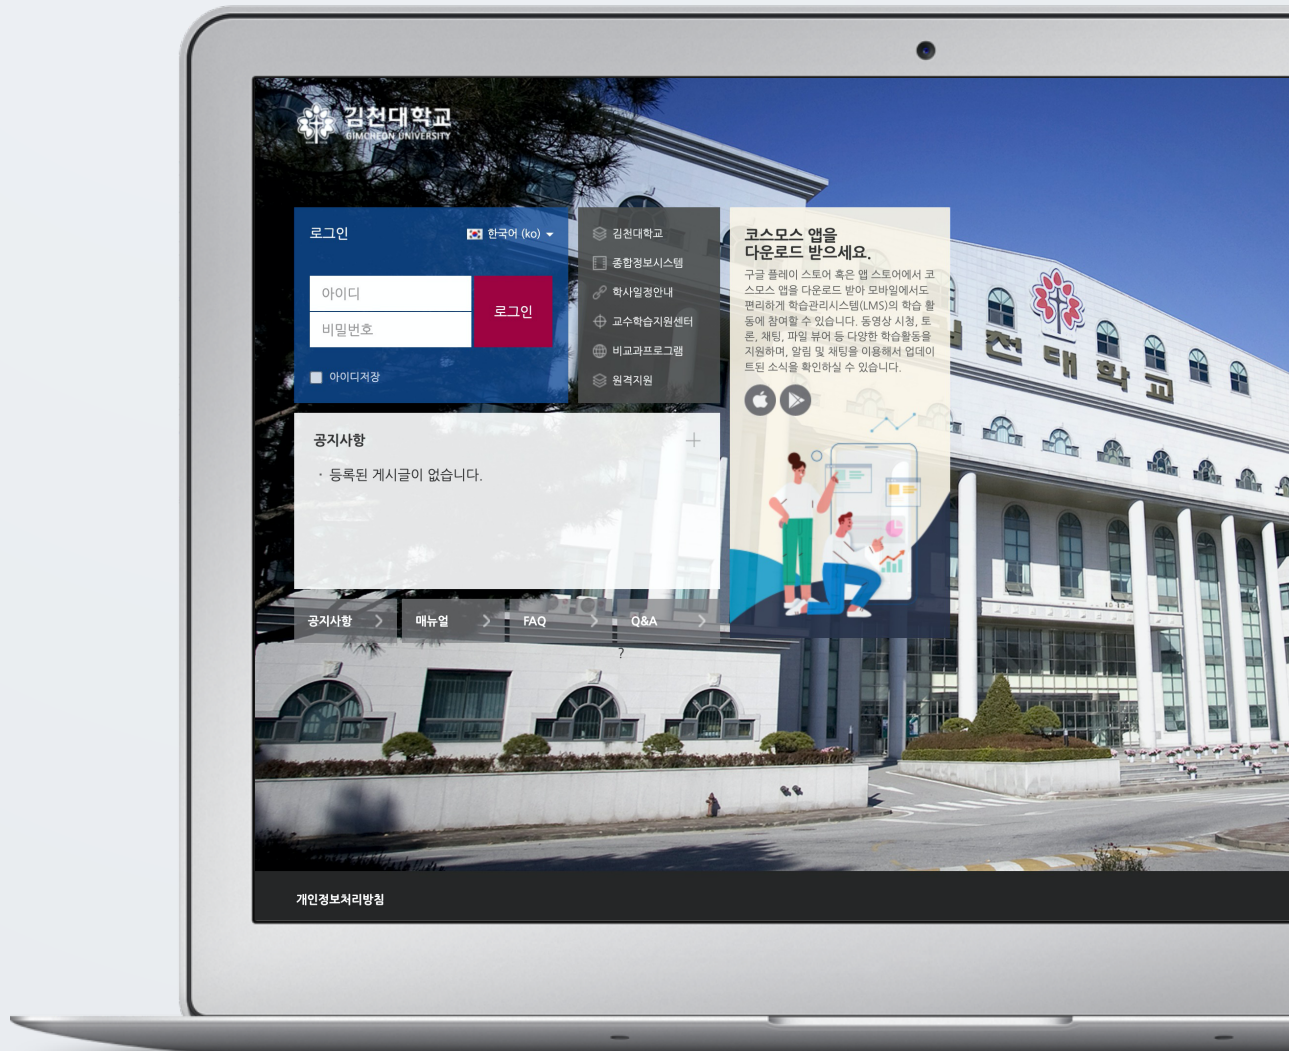 김천대학교
GIMCHEON UNIVERSITY
로그인
한국어 (ko)
아이디
비밀번호
로그인
아이디저장
김천대학교
종합정보시스템
학사일정안내
교수학습지원센터
비교과프로그램
원격지원
코스모스 앱을
다운로드 받으세요.
구글 플레이 스토어 혹은 앱 스토어에서 코
스모스 앱을 다운로드 받아 모바일에서도
편리하게 학습관리시스템(LMS)의 학습 활
동에 참여할 수 있습니다. 동영상 시청, 토
론, 채팅, 파일 뷰어 등 다양한 학습활동을
지원하며, 알림 및 채팅을 이용해서 업데이
트된 소식을 확인하실 수 있습니다.
공지사항
· 등록된 게시글이 없습니다.
공지사항
매뉴얼
FAQ
Q&A
?
김천대학교
개인정보처리방침